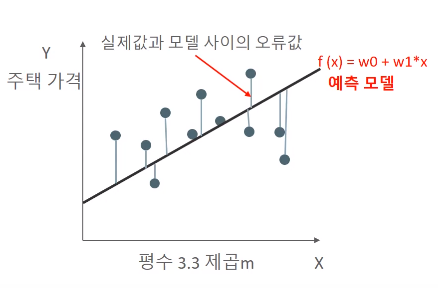 실제값과 모델 사이의 오류값
Y
주택 가격
f (x) = w0 + w1*x
예측 모델
평수 3.3 제곱m
X